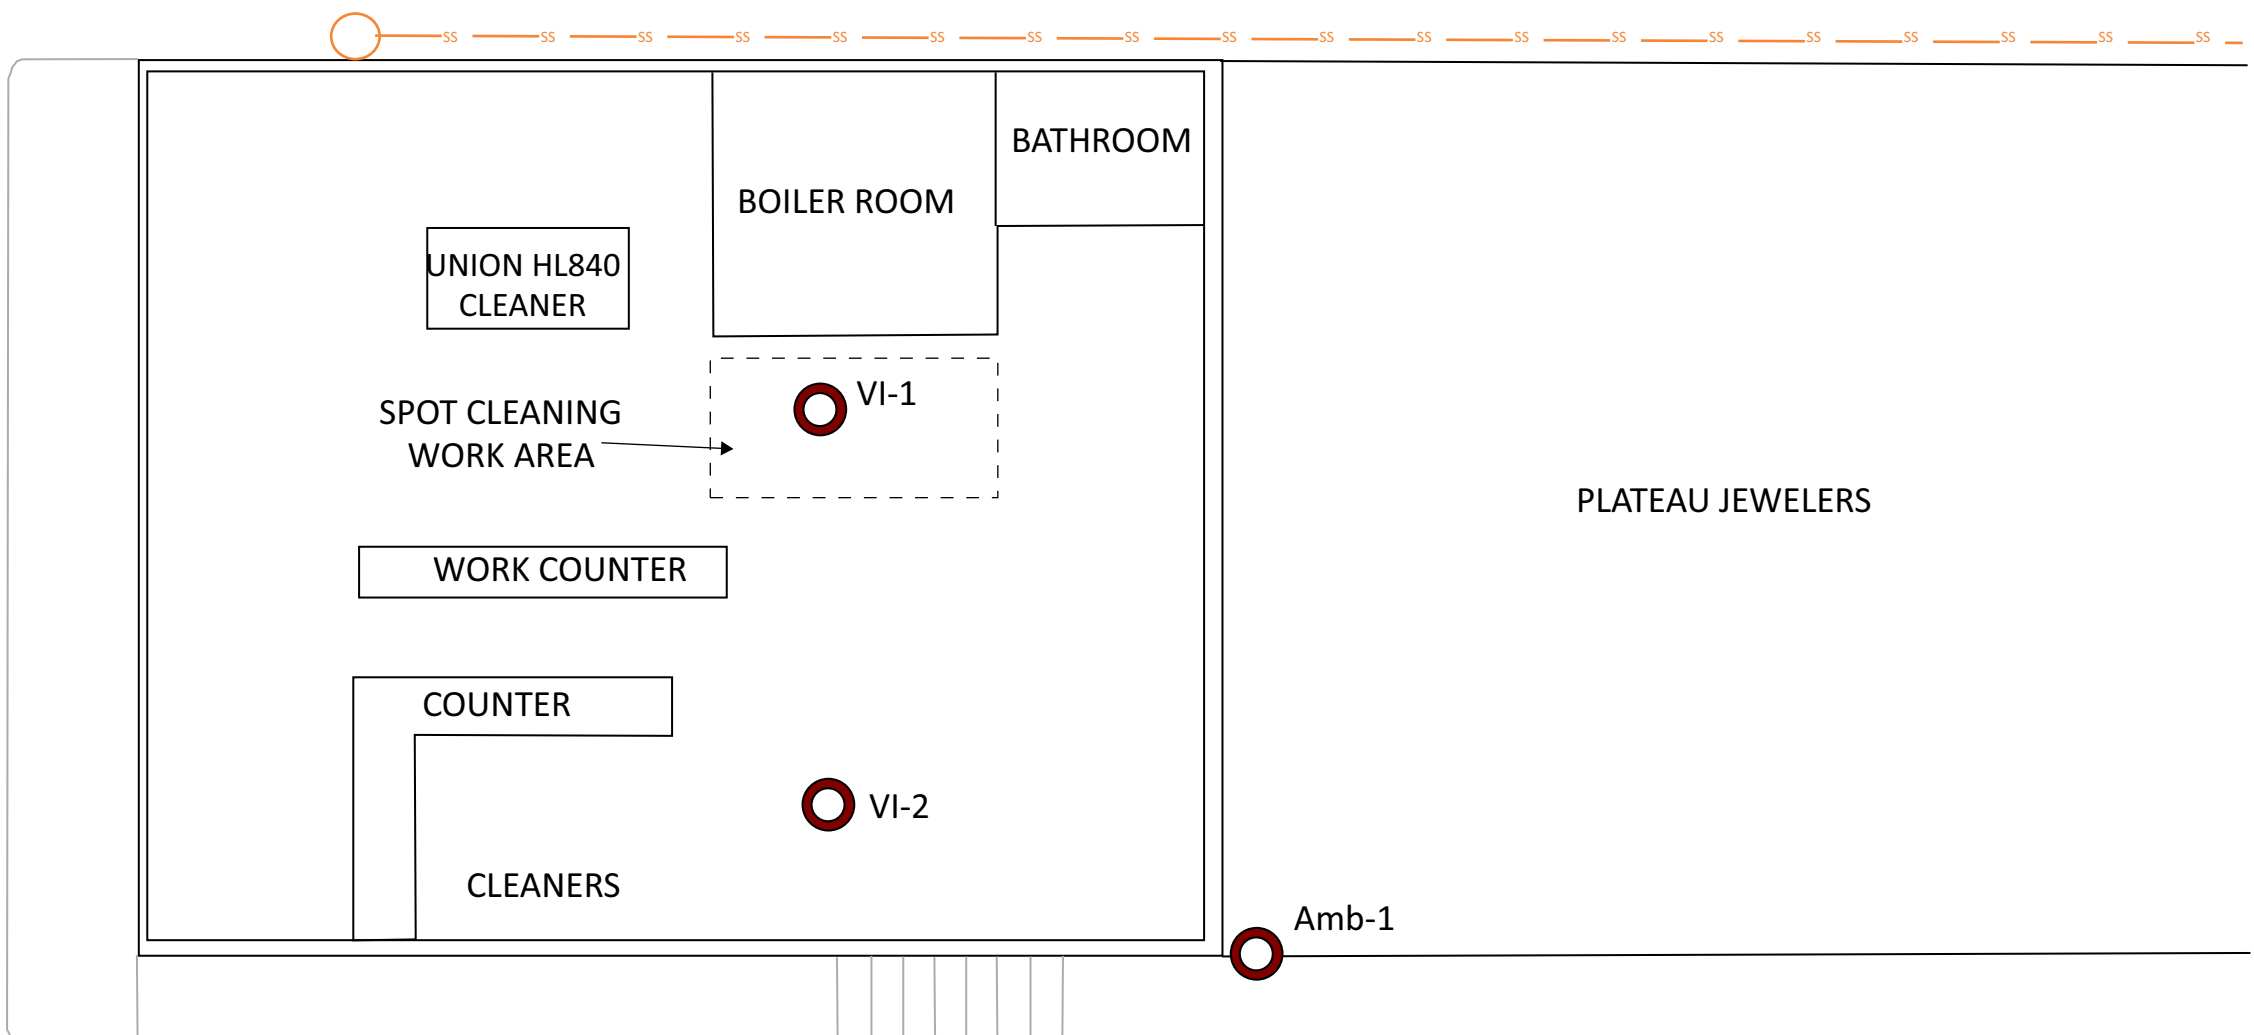 SS SS SS SS SS SS SS SS SS SS SS SS SS SS SS SS SS SS SS
BATHROOM
BOILER ROOM
UNION HL840
CLEANER
VI-1
SPOT CLEANING
WORK AREA
PLATEAU JEWELERS
WORK COUNTER
COUNTER
VI-2
CLEANERS
Amb-1